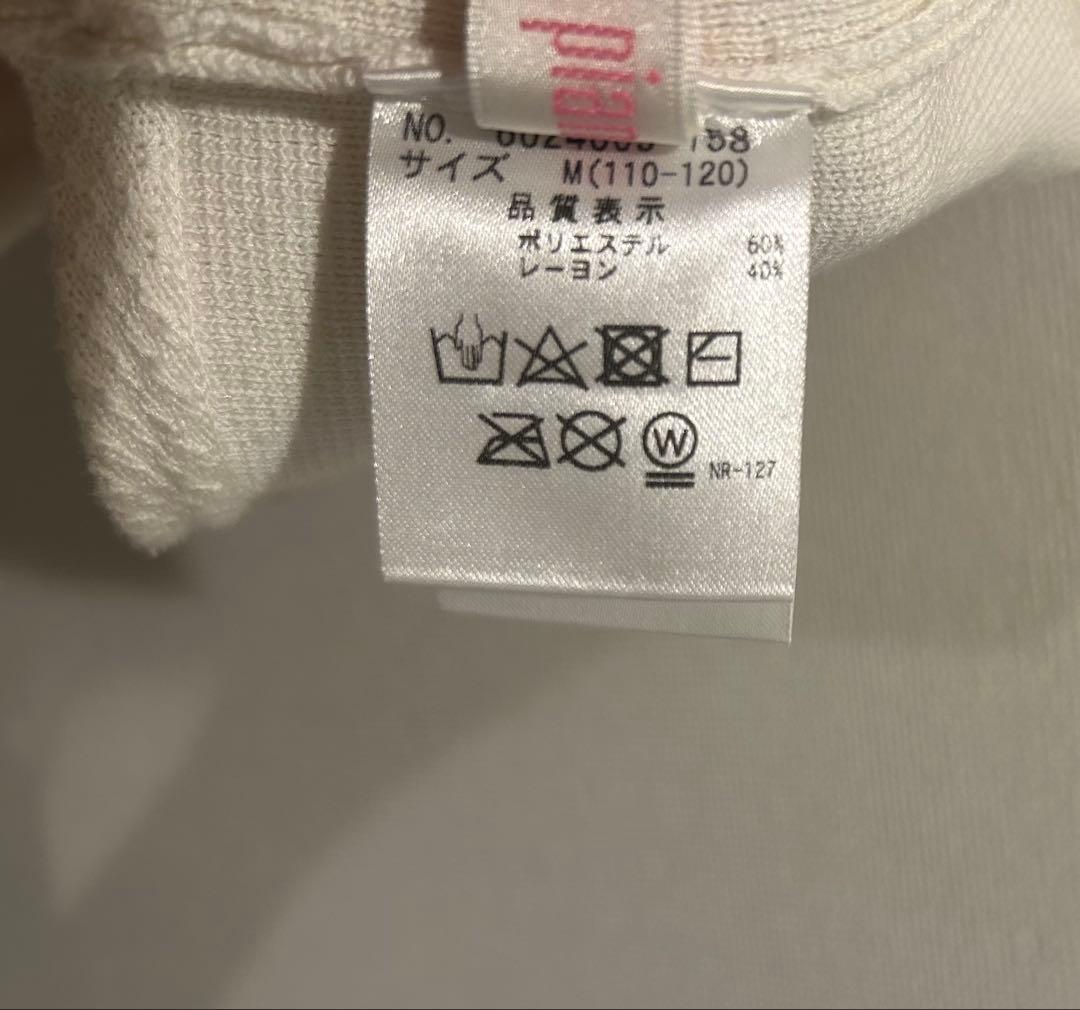 pian
NO.
サイズ M(110-120)
品質表示
ポリエステル 60%
レーヨン 40%
W
NR-127